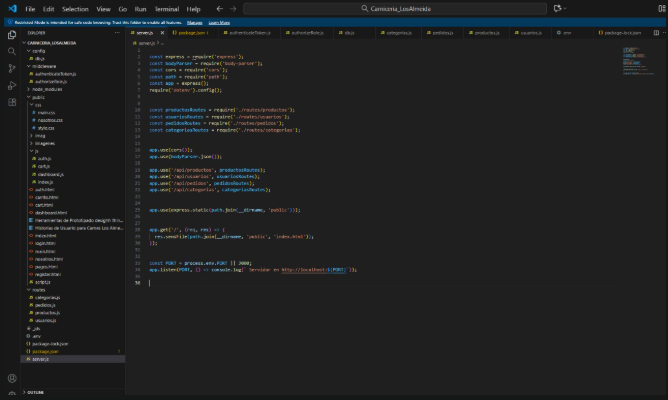 File Edit Selection View Go Run Terminal Help
Carniceria_LosAlmeida
Restricted Mode is intended for safe code browsing. Trust this folder to enable all features. Manage Learn More
EXPLORER
CARNICERIA_LOSALMEIDA
config
db.js
middleware
authenticateToken.js
authorizeRole.js
node_modules
public
css
main.css
nosotros.css
style.css
imag
imagenes
js
auth.js
cart.js
dashboard.js
index.js
auth.html
carrito.html
cart.html
dashboard.html
Herramientas de Prototipado designlr thin...
Historias de Usuario para Carnes Los Alme...
index.html
login.html
main.html
nosotros.html
pagos.html
register.html
script.js
routes
categorias.js
pedidos.js
productos.js
usuarios.js
.env
package-lock.json
package.json
server.js
OUTLINE
server.js package.json 1 authenticateToken.js authorizeRole.js db.js categorias.js pedidos.js productos.js usuarios.js .env package-lock.json
server.js > ...
const express = require('express');
const bodyParser = require('body-parser');
const cors = require('cors');
const path = require('path');
const app = express();
require('dotenv').config();
const productosRoutes = require('./routes/productos');
const usuariosRoutes = require('./routes/usuarios');
const pedidosRoutes = require('./routes/pedidos');
const categoriasRoutes = require('./routes/categorias');
app.use(cors());
app.use(bodyParser.json());
app.use('/api/productos', productosRoutes);
app.use('/api/usuarios', usuariosRoutes);
app.use('/api/pedidos', pedidosRoutes);
app.use('/api/categorias', categoriasRoutes);
app.use(express.static(path.join(__dirname, 'public')));
app.get('/', (req, res) => {
res.sendFile(path.join(__dirname, 'public', 'index.html'));
});
const PORT = process.env.PORT || 3000;
app.listen(PORT, () => console.log(` Servidor en http://localhost:${PORT}`));